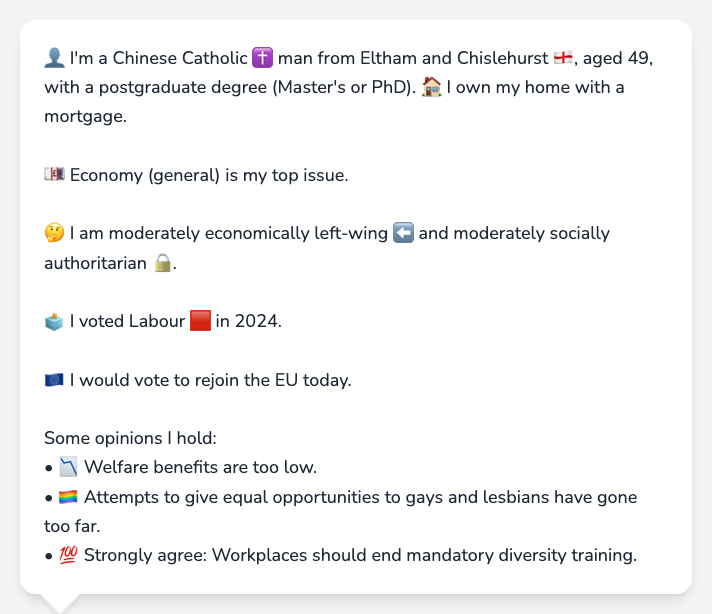 👤 I'm a Chinese Catholic ✝️ man from Eltham and Chislehurst 🏴󠁧󠁢󠁥󠁮󠁧󠁿, aged 49,
with a postgraduate degree (Master's or PhD). 🏠 I own my home with a
mortgage.
💷 Economy (general) is my top issue.
🤔 I am moderately economically left-wing ⬅️ and moderately socially
authoritarian 🔒.
🗳️ I voted Labour 🟥 in 2024.
🇪🇺 I would vote to rejoin the EU today.
Some opinions I hold:
• 📉 Welfare benefits are too low.
• 🏳️‍🌈 Attempts to give equal opportunities to gays and lesbians have gone
too far.
• 💯 Strongly agree: Workplaces should end mandatory diversity training.